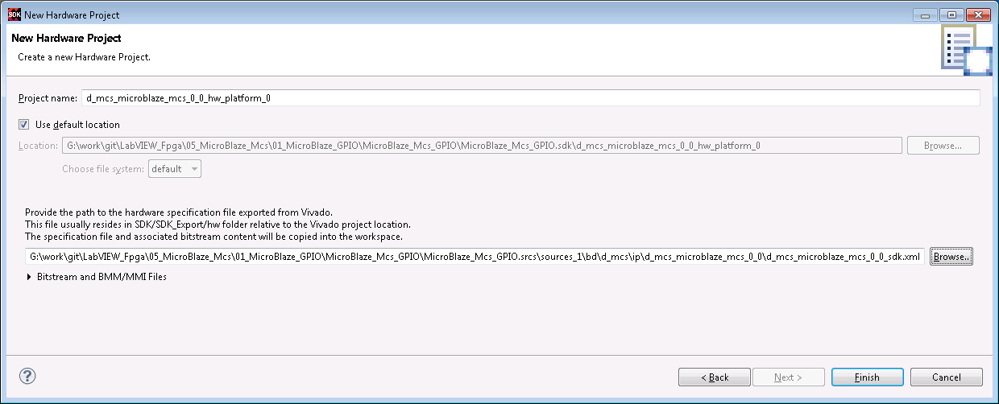 SDK New Hardware Project
New Hardware Project
Create a new Hardware Project.
Project name: d_mcs_microblaze_mcs_0_0_hw_platform_0
Use default location
Location: G:\work\git\LabVIEW_Fpga\05_MicroBlaze_Mcs\01_MicroBlaze_GPIO\MicroBlaze_Mcs_GPIO\MicroBlaze_Mcs_GPIO.sdk\d_mcs_microblaze_mcs_0_0_hw_platform_0 Browse...
Choose file system: default
Provide the path to the hardware specification file exported from Vivado.
This file usually resides in SDK/SDK_Export/hw folder relative to the Vivado project location.
The specification file and associated bitstream content will be copied into the workspace.
G:\work\git\LabVIEW_Fpga\05_MicroBlaze_Mcs\01_MicroBlaze_GPIO\MicroBlaze_Mcs_GPIO\MicroBlaze_Mcs_GPIO.srcs\sources_1\bd\d_mcs\ip\d_mcs_microblaze_mcs_0_0\d_mcs_microblaze_mcs_0_0_sdk.xml Browse..
Bitstream and BMM/MMI Files
? < Back Next > Finish Cancel